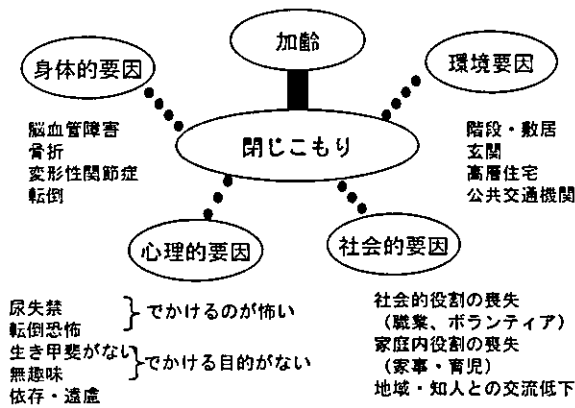 加齢
身体的要因
環境要因
閉じこもり
脳血管障害
骨折
変形性関節症
転倒
階段・敷居
玄関
高層住宅
公共交通機関
心理的要因
社会的要因
尿失禁
転倒恐怖
でかけるのが怖い
生き甲斐がない
無趣味
でかける目的がない
依存・遠慮
社会的役割の喪失
（職業、ボランティア）
家庭内役割の喪失
（家事・育児）
地域・知人との交流低下